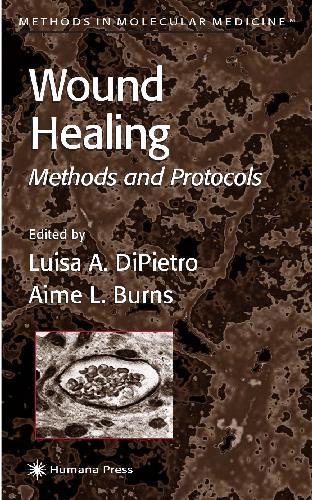 METHODS IN MOLECULAR MEDICINE™
Wound
Healing
Methods and Protocols
Edited by
Luisa A. DiPietro
Aime L. Burns
Humana Press